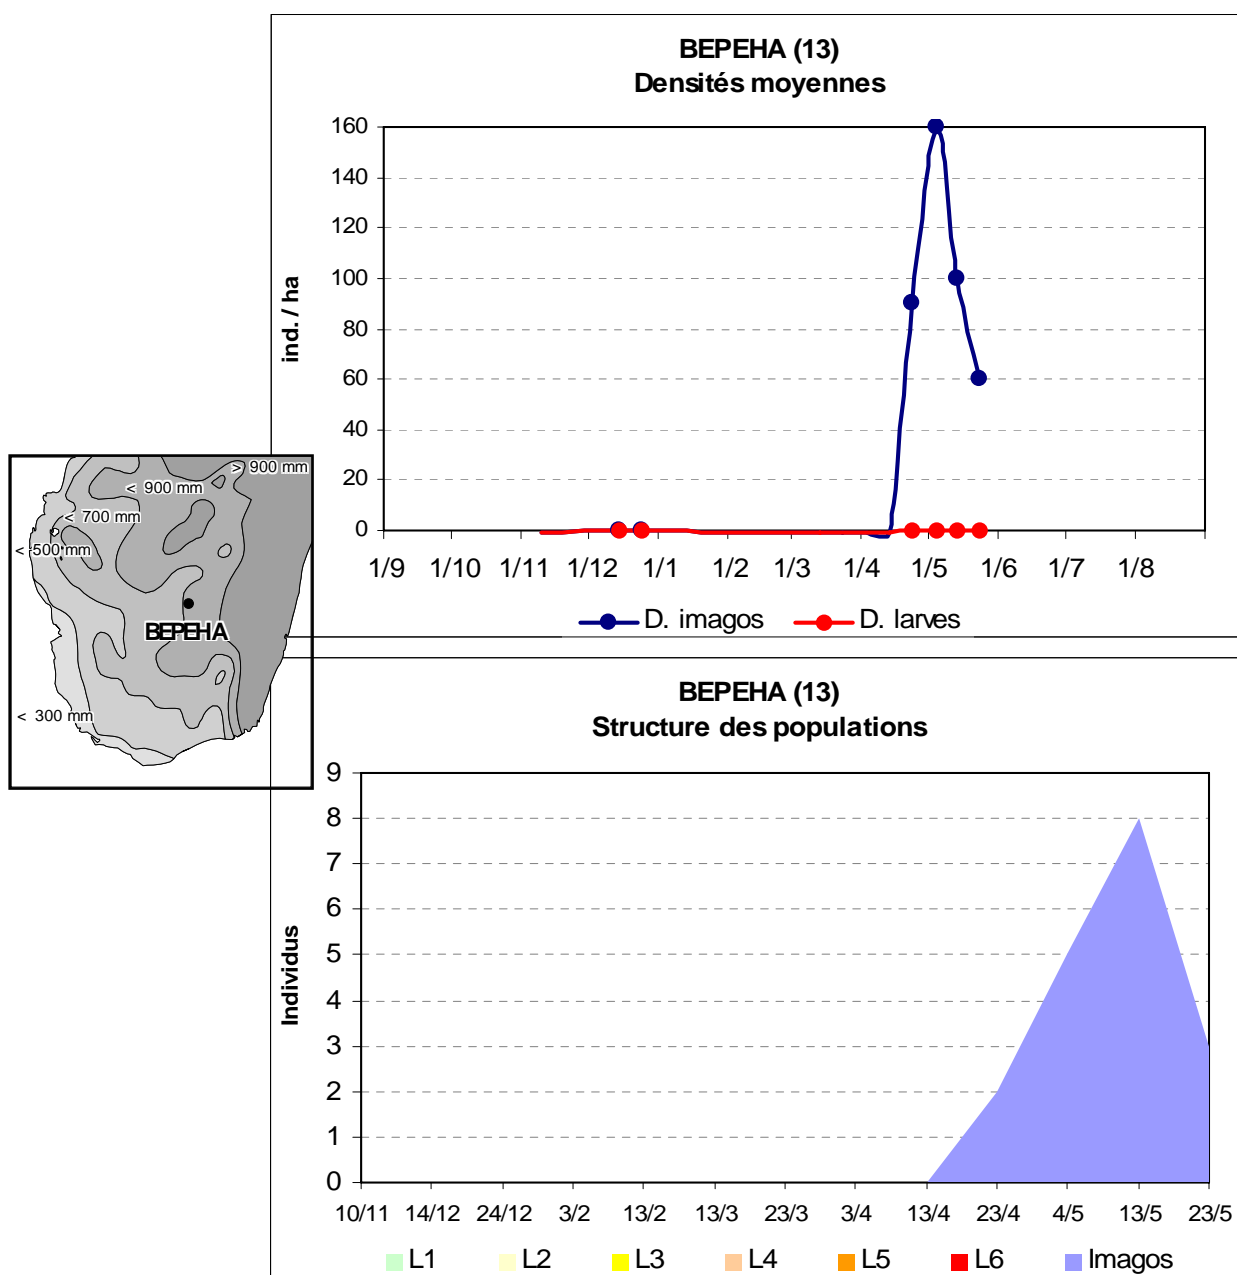 BEPEHA (13)
Densités moyennes
160
140
120
100
80
60
40
20
0
ind. / ha
1/9 1/10 1/11 1/12 1/1 1/2 1/3 1/4 1/5 1/6 1/7 1/8
D. imagos D. larves
> 900 mm
< 900 mm
< 700 mm
< 500 mm
BEPEHA
< 300 mm
BEPEHA (13)
Structure des populations
9
8
7
6
5
4
3
2
1
0
Individus
10/11 14/12 24/12 3/2 13/2 13/3 23/3 3/4 13/4 23/4 4/5 13/5 23/5
L1 L2 L3 L4 L5 L6 Imagos